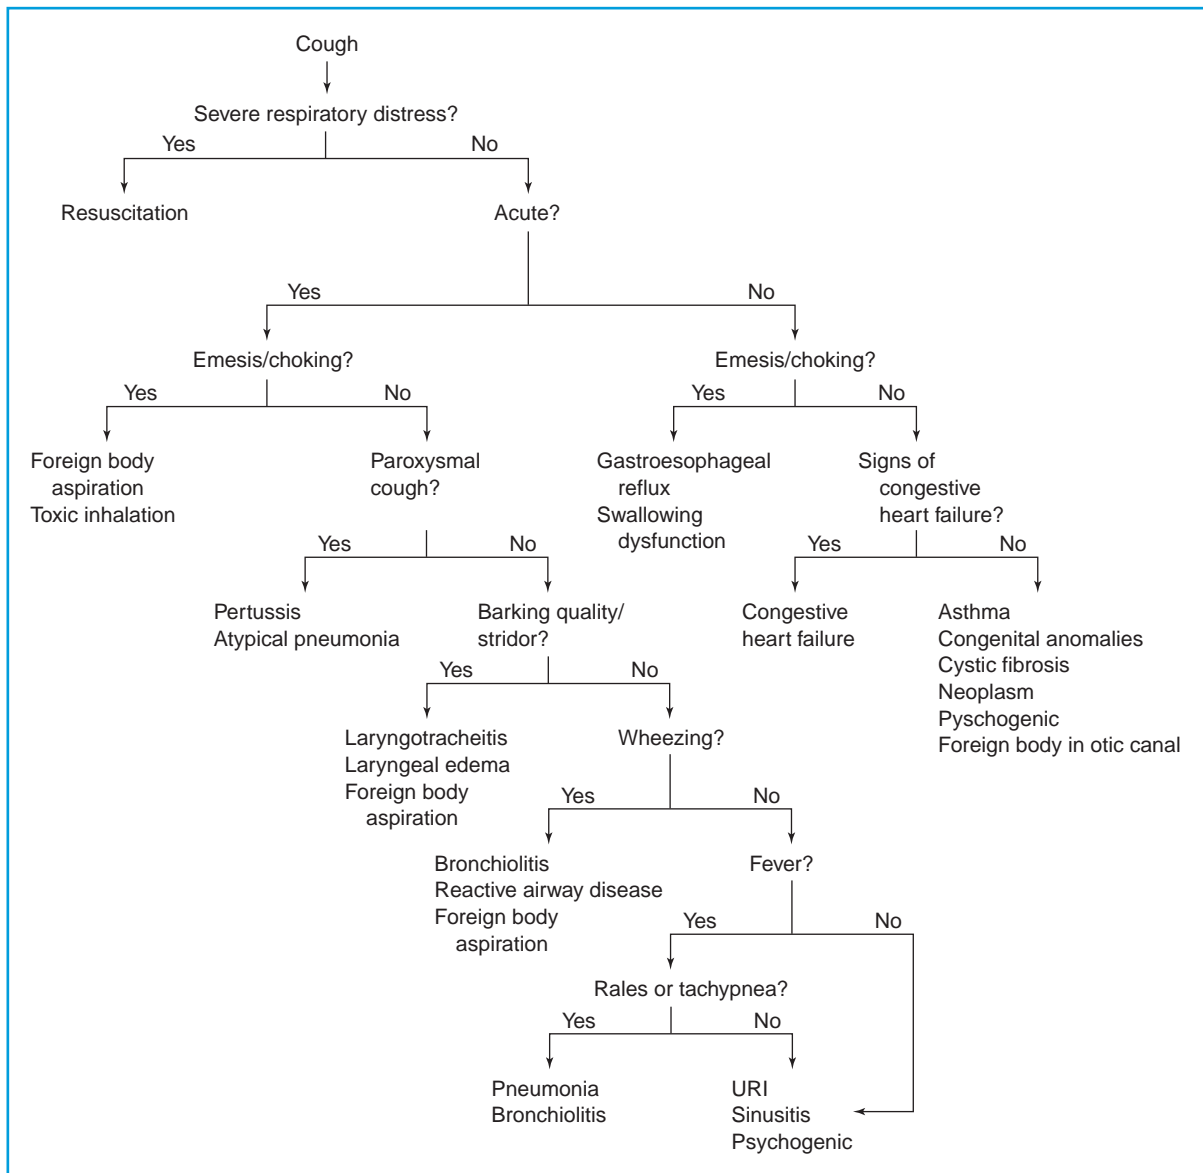 Cough
Severe respiratory distress?
Yes
No
Resuscitation
Acute?
Yes
No
Emesis/choking?
Emesis/choking?
Yes
No
Yes
No
Foreign body
aspiration
Toxic inhalation
Paroxysmal
cough?
Gastroesophageal
reflux
Swallowing
dysfunction
Signs of
congestive
heart failure?
Yes
No
Yes
No
Pertussis
Atypical pneumonia
Barking quality/
stridor?
Congestive
heart failure
Asthma
Congenital anomalies
Cystic fibrosis
Neoplasm
Pyschogenic
Foreign body in otic canal
Yes
No
Laryngotracheitis
Laryngeal edema
Foreign body
aspiration
Wheezing?
Yes
No
Bronchiolitis
Reactive airway disease
Foreign body
aspiration
Fever?
Yes
No
Rales or tachypnea?
Yes
No
Pneumonia
Bronchiolitis
URI
Sinusitis
Psychogenic